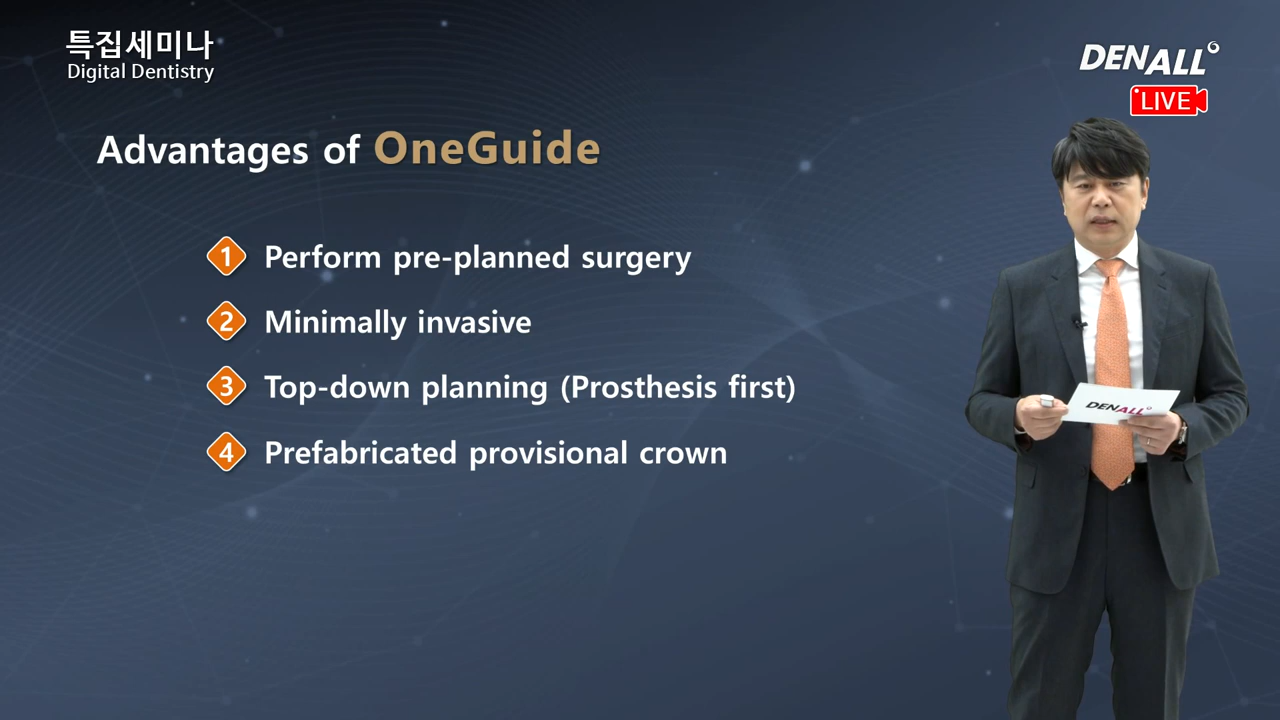 특집세미나
Digital Dentistry
DENALL
LIVE
Advantages of OneGuide
1 Perform pre-planned surgery
2 Minimally invasive
3 Top-down planning (Prosthesis first)
4 Prefabricated provisional crown
DENALL